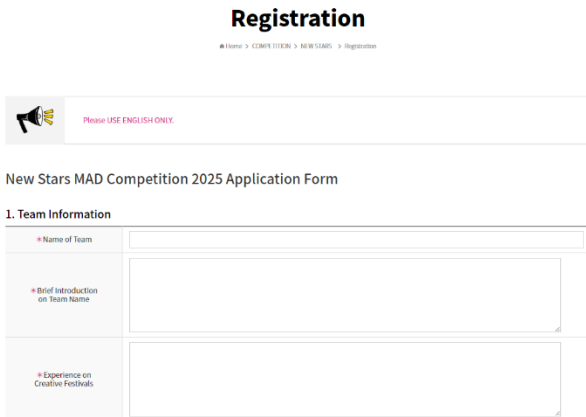 Registration
Home > COMPETITION > NEW STARS > Registration
Please USE ENGLISH ONLY.
New Stars MAD Competition 2025 Application Form
1. Team Information
*Name of Team
*Brief Introduction
on Team Name
*Experience on
Creative Festivals